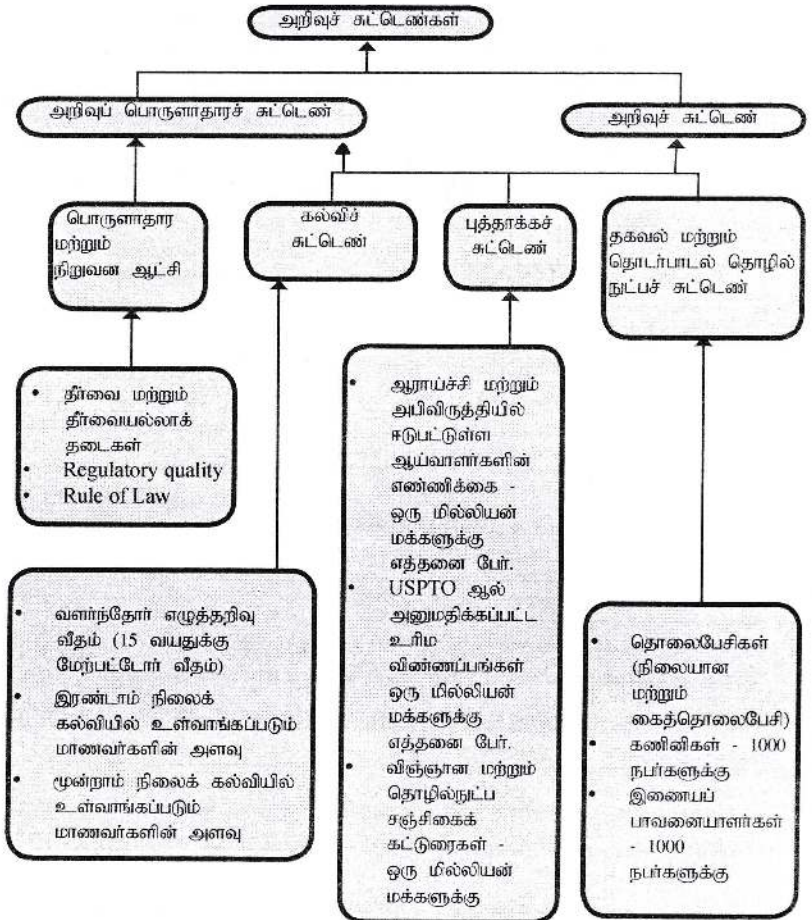 அறிவுச் சுட்டெண்கள்
அறிவுப் பொருளாதாரச் சுட்டெண்
அறிவுச் சுட்டெண்
பொருளாதார
மற்றும்
நிறுவன ஆட்சி
கல்விச்
சுட்டெண்
புத்தாக்கச்
சுட்டெண்
தகவல் மற்றும்
தொடர்பாடல் தொழில்
நுட்பச் சுட்டெண்
• தீர்வை மற்றும்
தீர்வையல்லாக்
தடைகள்
• Regulatory quality
• Rule of Law
• வளர்ந்தோர் எழுத்தறிவு
வீதம் (15 வயதுக்கு
மேற்பட்டோர் வீதம்)
• இரண்டாம் நிலைக்
கல்வியில் உள்வாங்கப்படும்
மாணவர்களின் அளவு
• மூன்றாம் நிலைக் கல்வியில்
உள்வாங்கப்படும்
மாணவர்களின் அளவு
• ஆராய்ச்சி மற்றும்
அபிவிருத்தியில்
ஈடுபட்டுள்ள
ஆய்வாளர்களின்
எண்ணிக்கை -
ஒரு மில்லியன்
மக்களுக்கு
எத்தனை பேர்.
• USPTO ஆல்
அனுமதிக்கப்பட்ட
உரிம
விண்ணப்பங்கள்
ஒரு மில்லியன்
மக்களுக்கு
எத்தனை பேர்.
• விஞ்ஞான மற்றும்
தொழில்நுட்ப
சஞ்சிகைக்
கட்டுரைகள் -
ஒரு மில்லியன்
மக்களுக்கு
• தொலைபேசிகள்
(நிலையான
மற்றும்
கைத்தொலைபேசி)
• கணினிகள் - 1000
நபர்களுக்கு
• இணையப்
பாவனையாளர்கள்
- 1000
நபர்களுக்கு